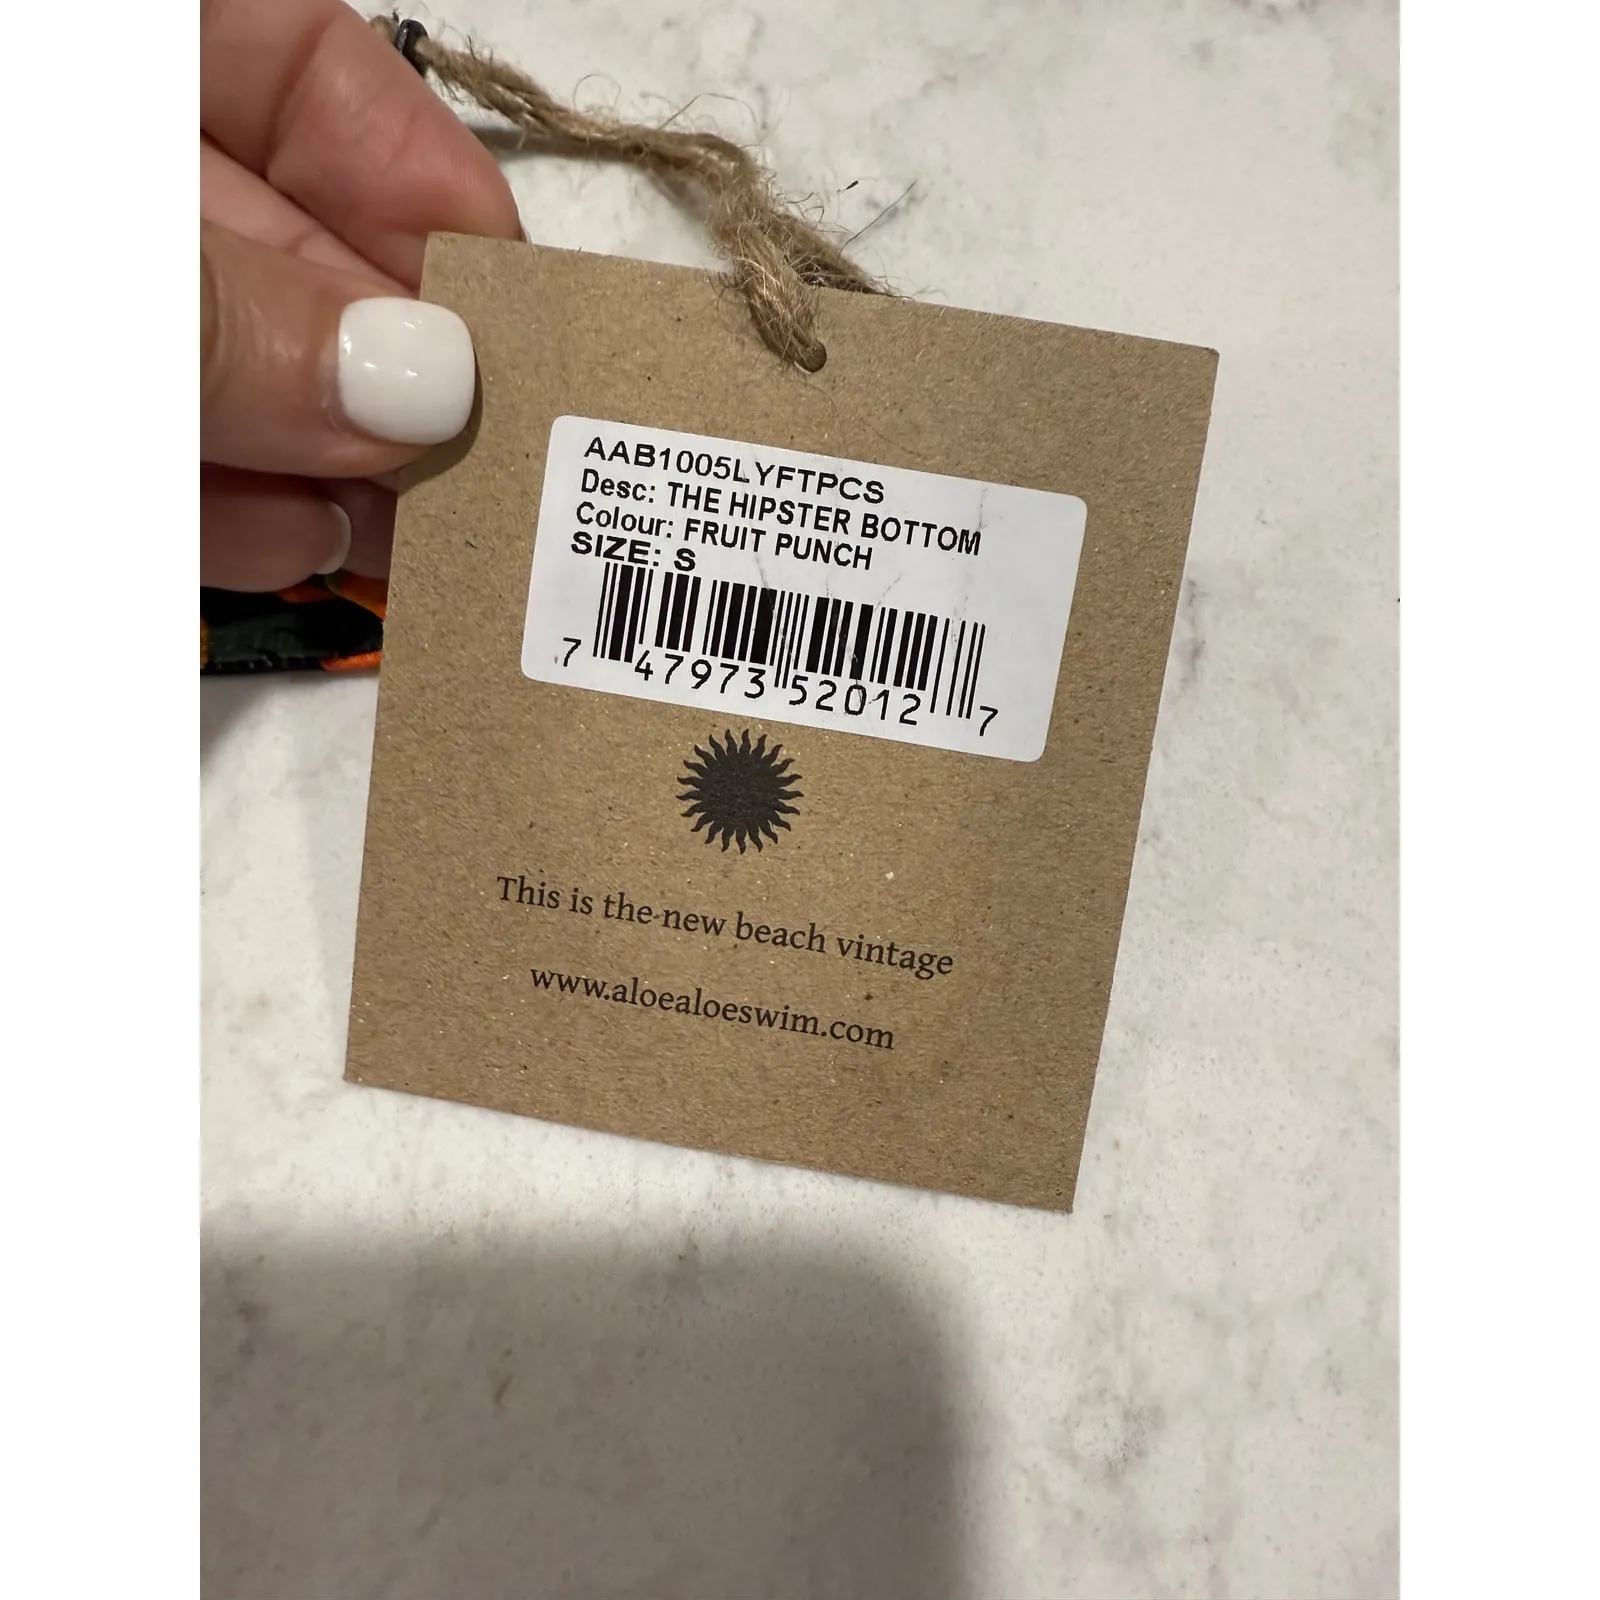 AAB1005LYFTPCS
Desc: THE HIPSTER BOTTOM
Colour: FRUIT PUNCH
SIZE: S
7 47973 52012 7
This is the new beach vintage
www.aloealoeswim.com